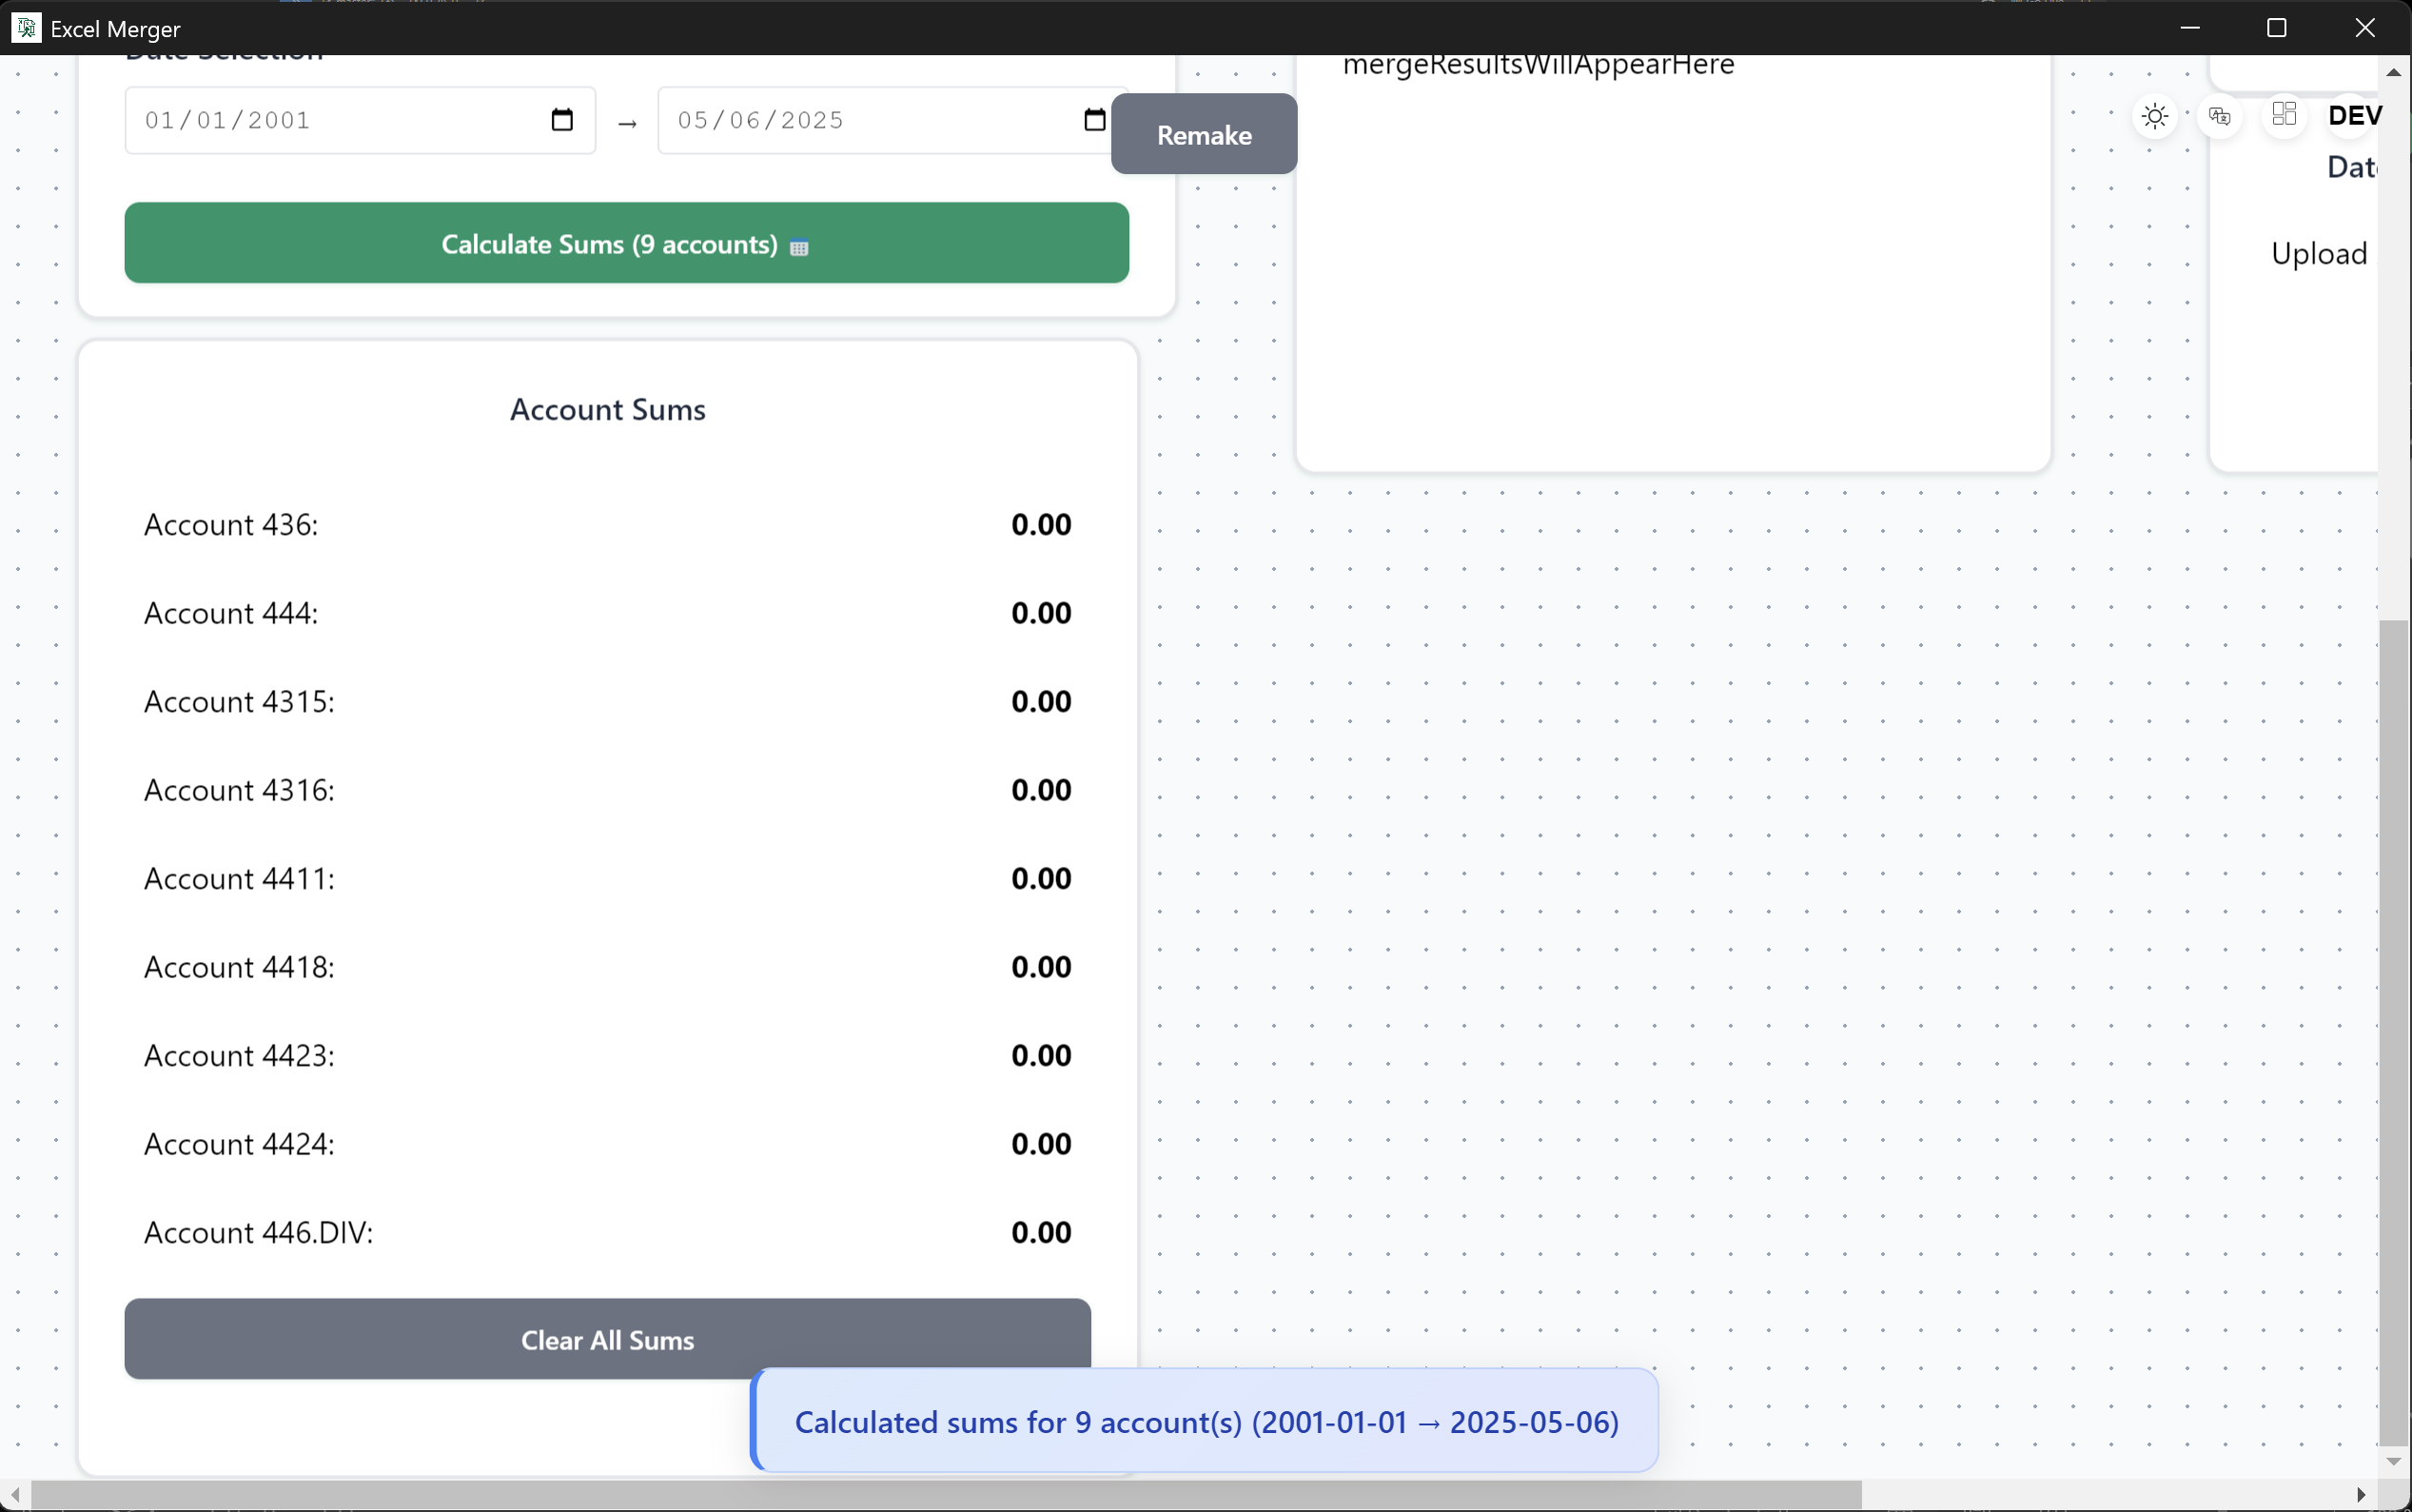 Excel Merger
Date Selection
01/01/2001 → 05/06/2025
Calculate Sums (9 accounts)
Remake
mergeResultsWillAppearHere
DEV
Upload
Account Sums
Account 436: 0.00
Account 444: 0.00
Account 4315: 0.00
Account 4316: 0.00
Account 4411: 0.00
Account 4418: 0.00
Account 4423: 0.00
Account 4424: 0.00
Account 446.DIV: 0.00
Clear All Sums
Calculated sums for 9 account(s) (2001-01-01 → 2025-05-06)